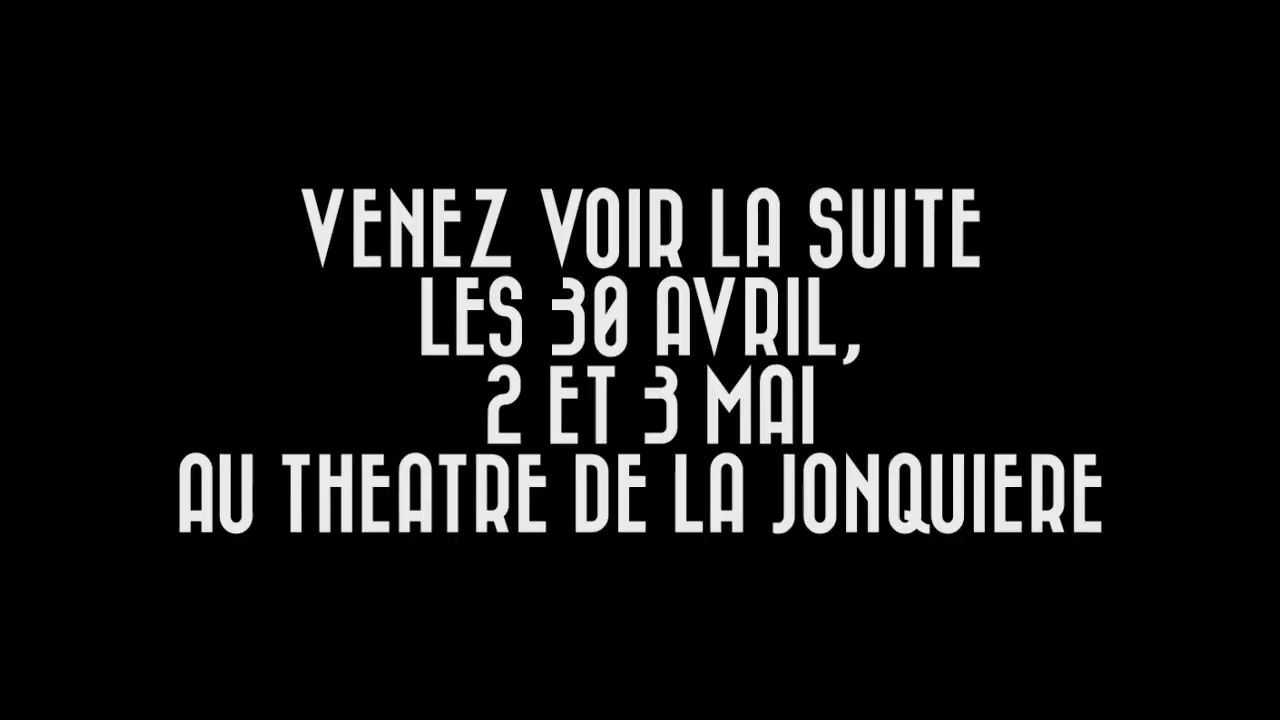 VENEZ VOIR LA SUITE
LES 30 AVRIL,
2 ET 3 MAI
AU THEATRE DE LA JONQUIERE